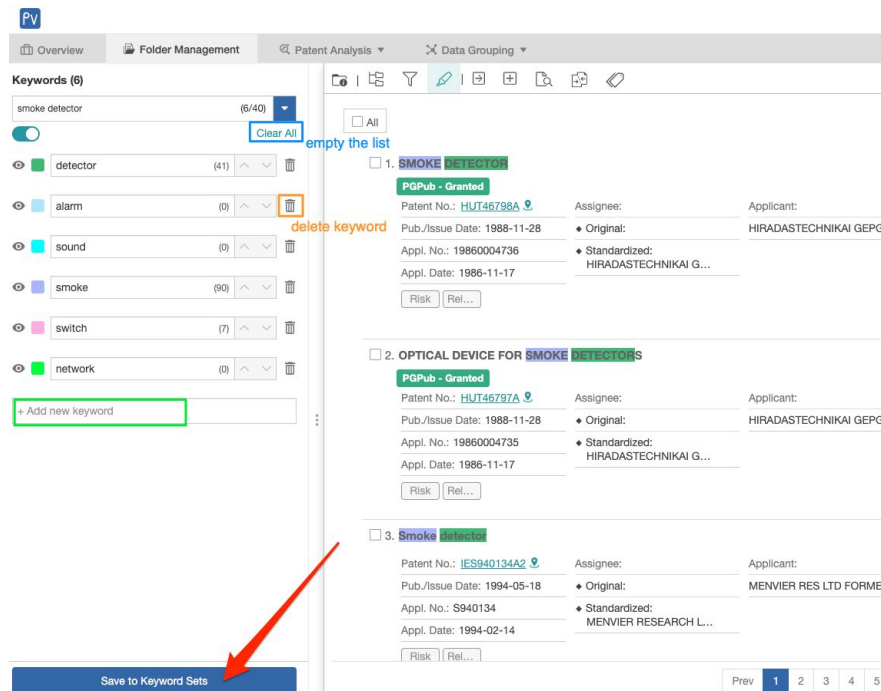 PV
Overview
Folder Management
Patent Analysis
Data Grouping
Keywords (6)
smoke detector (6/40)
Clear All
empty the list
detector (41)
alarm (0)
delete keyword
sound (0)
smoke (90)
switch (7)
network (0)
+ Add new keyword
Save to Keyword Sets
All
1. SMOKE DETECTOR
PGPub - Granted
Patent No.: HUT46798A Assignee: Applicant:
Pub./Issue Date: 1988-11-28 ◆ Original: HIRADASTECHNIKAI GEPG
Appl. No.: 19860004736 ◆ Standardized:
HIRADASTECHNIKAI G...
Appl. Date: 1986-11-17
Risk Rel...
2. OPTICAL DEVICE FOR SMOKE DETECTORS
PGPub - Granted
Patent No.: HUT46797A Assignee: Applicant:
Pub./Issue Date: 1988-11-28 ◆ Original: HIRADASTECHNIKAI GEPG
Appl. No.: 19860004735 ◆ Standardized:
HIRADASTECHNIKAI G...
Appl. Date: 1986-11-17
Risk Rel...
3. Smoke detector
Patent No.: IES940134A2 Assignee: Applicant:
Pub./Issue Date: 1994-05-18 ◆ Original: MENVIER RES LTD FORME
Appl. No.: S940134 ◆ Standardized:
MENVIER RESEARCH L...
Appl. Date: 1994-02-14
Risk Rel...
Prev 1 2 3 4 5